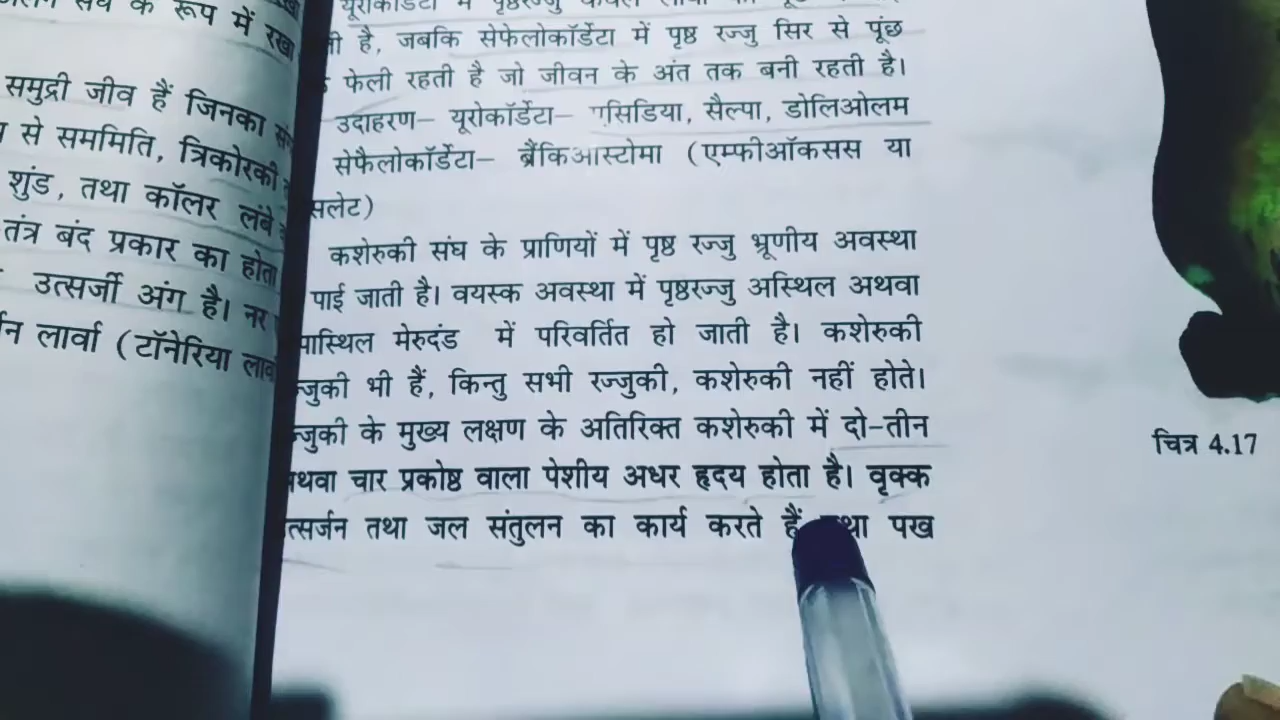 संघ के रूप में रखा
समुद्री जीव हैं जिनका
से सममिति, त्रिकोरकी
शुंड, तथा कॉलर लंबे
तंत्र बंद प्रकार का होता
उत्सर्जी अंग है। नर
लार्वा (टॉनेरिया
यूरोकॉर्डेटा में पृष्ठरज्जु केवल
है, जबकि सेफेलोकॉर्डेटा में पृष्ठ रज्जु सिर से पूंछ
फेली रहती है जो जीवन के अंत तक बनी रहती है।
उदाहरण– यूरोकॉर्डेटा– एसिडिया, सैल्पा, डोलिओलम
सेफैलोकॉर्डेटा– ब्रैंकिआस्टोमा (एम्फीऑकसस या
सलेट)
कशेरुकी संघ के प्राणियों में पृष्ठ रज्जु भ्रूणीय अवस्था
पाई जाती है। वयस्क अवस्था में पृष्ठरज्जु अस्थिल अथवा
पास्थिल मेरुदंड में परिवर्तित हो जाती है। कशेरुकी
ज्जुकी भी हैं, किन्तु सभी रज्जुकी, कशेरुकी नहीं होते।
ज्जुकी के मुख्य लक्षण के अतिरिक्त कशेरुकी में दो-तीन
थवा चार प्रकोष्ठ वाला पेशीय अधर हृदय होता है। वृक्क
त्सर्जन तथा जल संतुलन का कार्य करते हैं तथा पख
चित्र 4.17